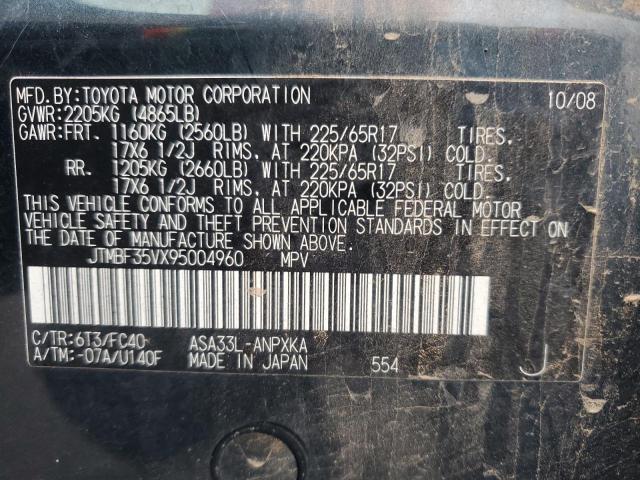 MFD.BY:TOYOTA MOTOR CORPORATION 10/08
GVWR:2205KG (4865LB)
GAWR:FRT. 1160KG (2560LB) WITH 225/65R17 TIRES,
17X6 1/2J RIMS, AT 220KPA (32PSI) COLD.
RR. 1205KG (2660LB) WITH 225/65R17 TIRES,
17X6 1/2J RIMS, AT 220KPA (32PSI) COLD.
THIS VEHICLE CONFORMS TO ALL APPLICABLE FEDERAL MOTOR
VEHICLE SAFETY AND THEFT PREVENTION STANDARDS IN EFFECT ON
THE DATE OF MANUFACTURE SHOWN ABOVE.
JTMBF35VX95004960 MPV
C/TR:6T3/FC40 ASA33L-ANPXKA
A/TM:-07A/U140F MADE IN JAPAN 554 J